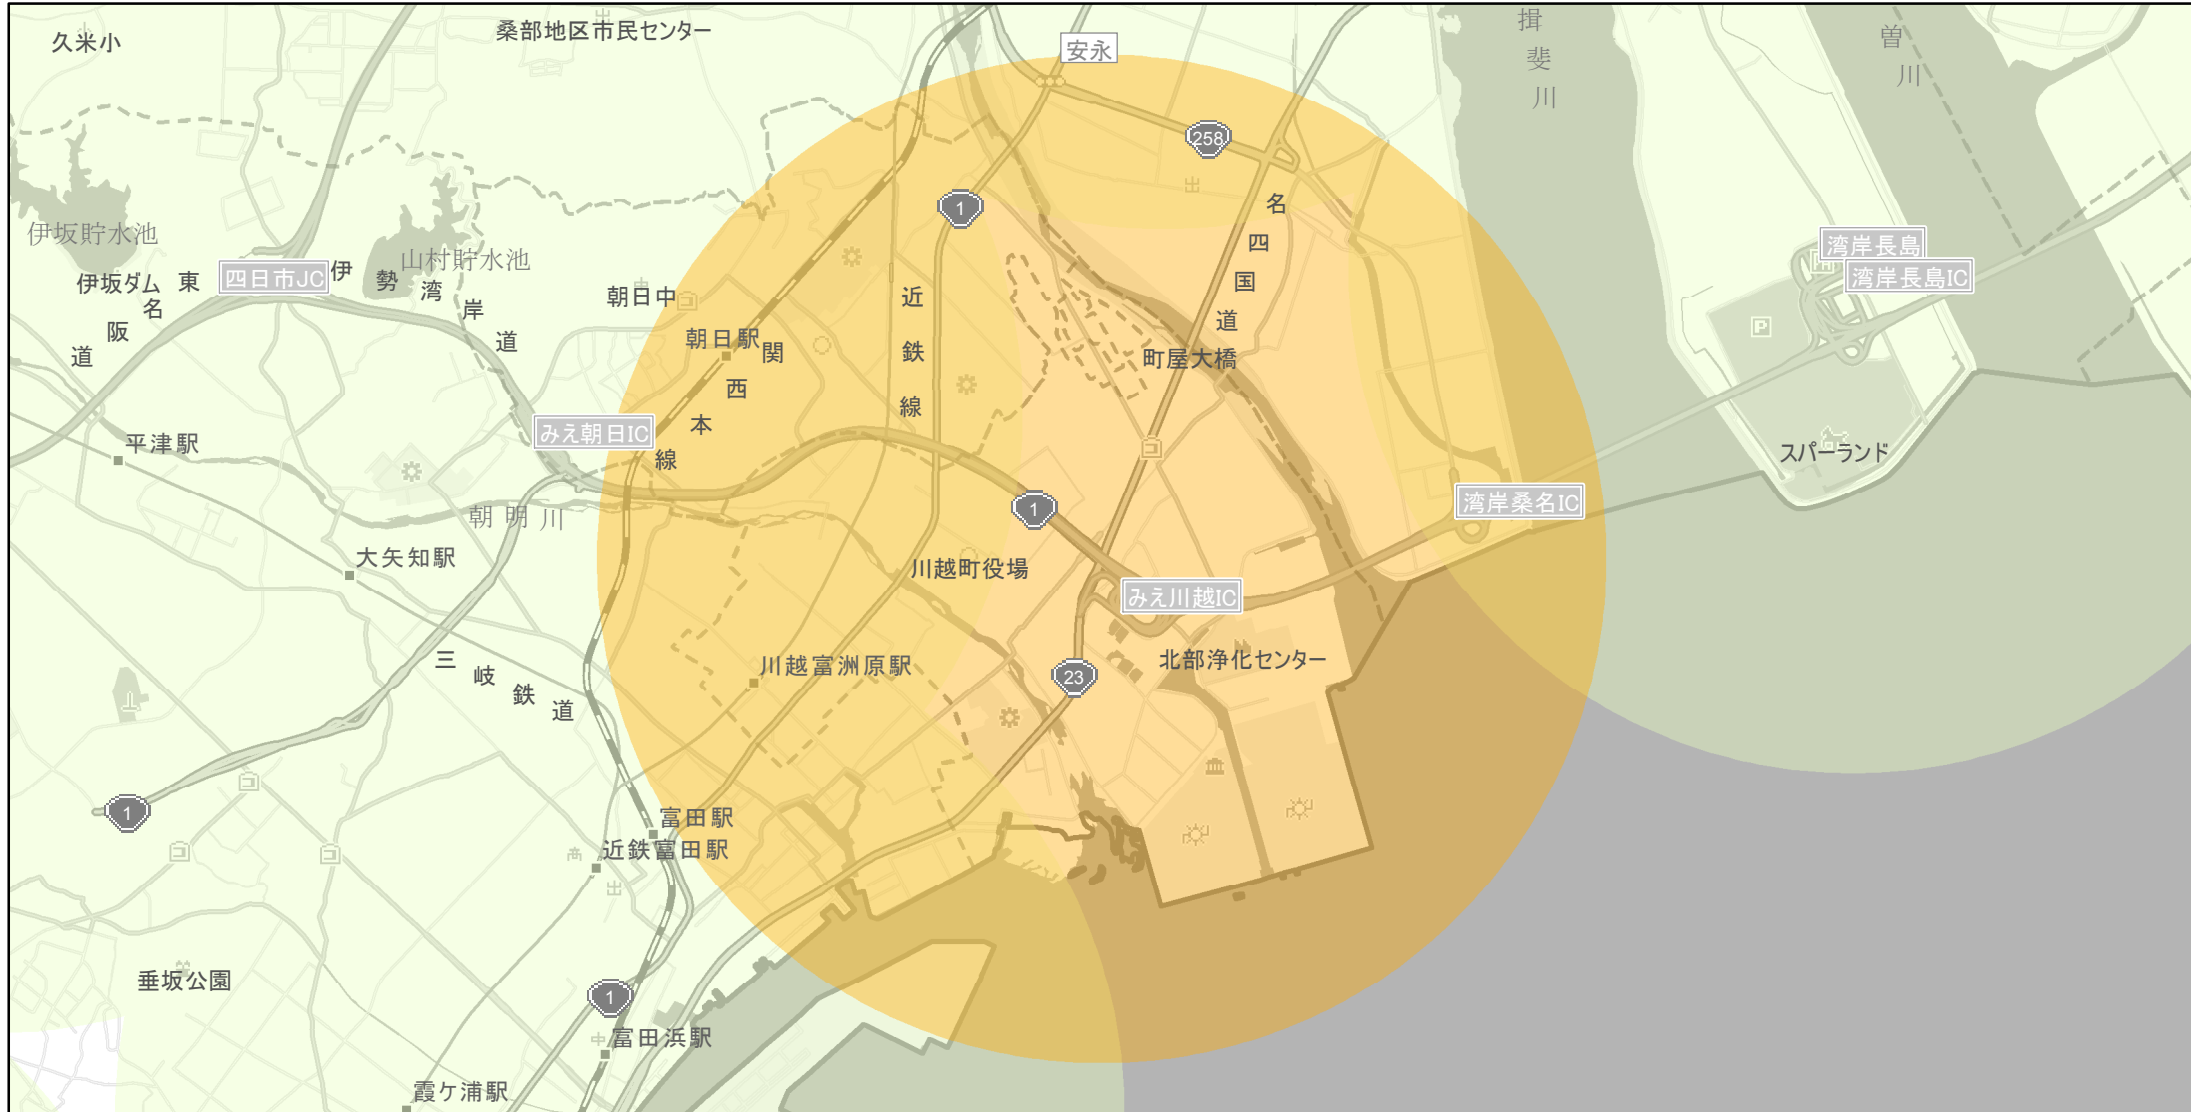 久米小
桑部地区市民センター
安永
揖斐川
曽川
258
1
名四国道
伊坂貯水池
伊坂ダム
東名阪道
四日市JC
伊勢湾岸道
山村貯水池
湾岸長島
湾岸長島IC
P
朝日中
朝日駅
関西本線
近鉄線
町屋大橋
みえ朝日IC
平津駅
スパーランド
湾岸桑名IC
朝明川
1
大矢知駅
川越町役場
みえ川越IC
三岐鉄道
川越富洲原駅
北部浄化センター
23
1
富田駅
近鉄富田駅
垂坂公園
1
富田浜駅
霞ケ浦駅